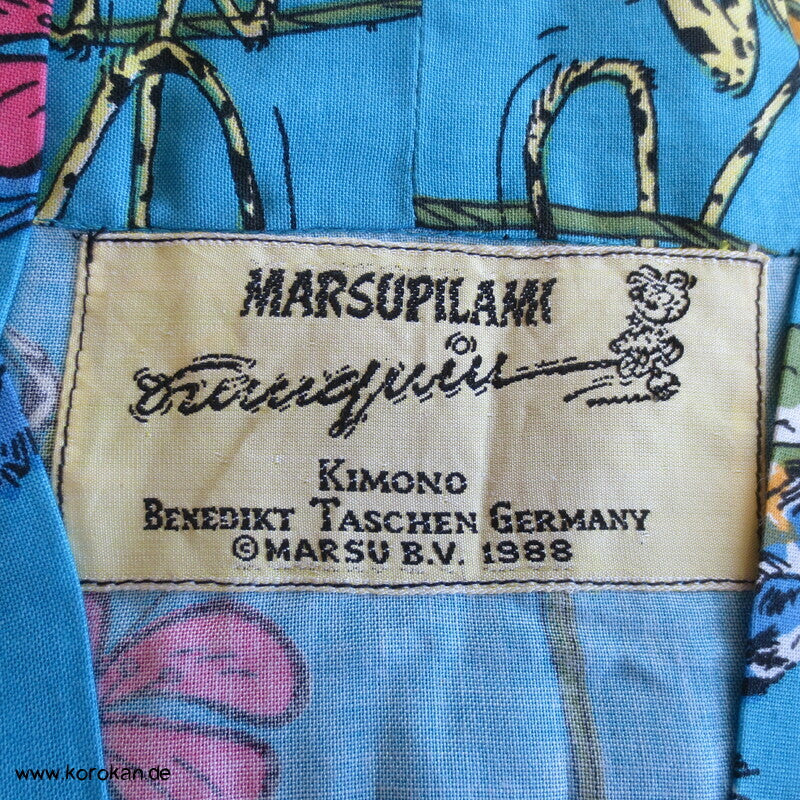 MARSUPILAMI
Franquin ©
KIMONO
BENEDIKT TASCHEN GERMANY
©MARSU B.V. 1988
www.korokan.de